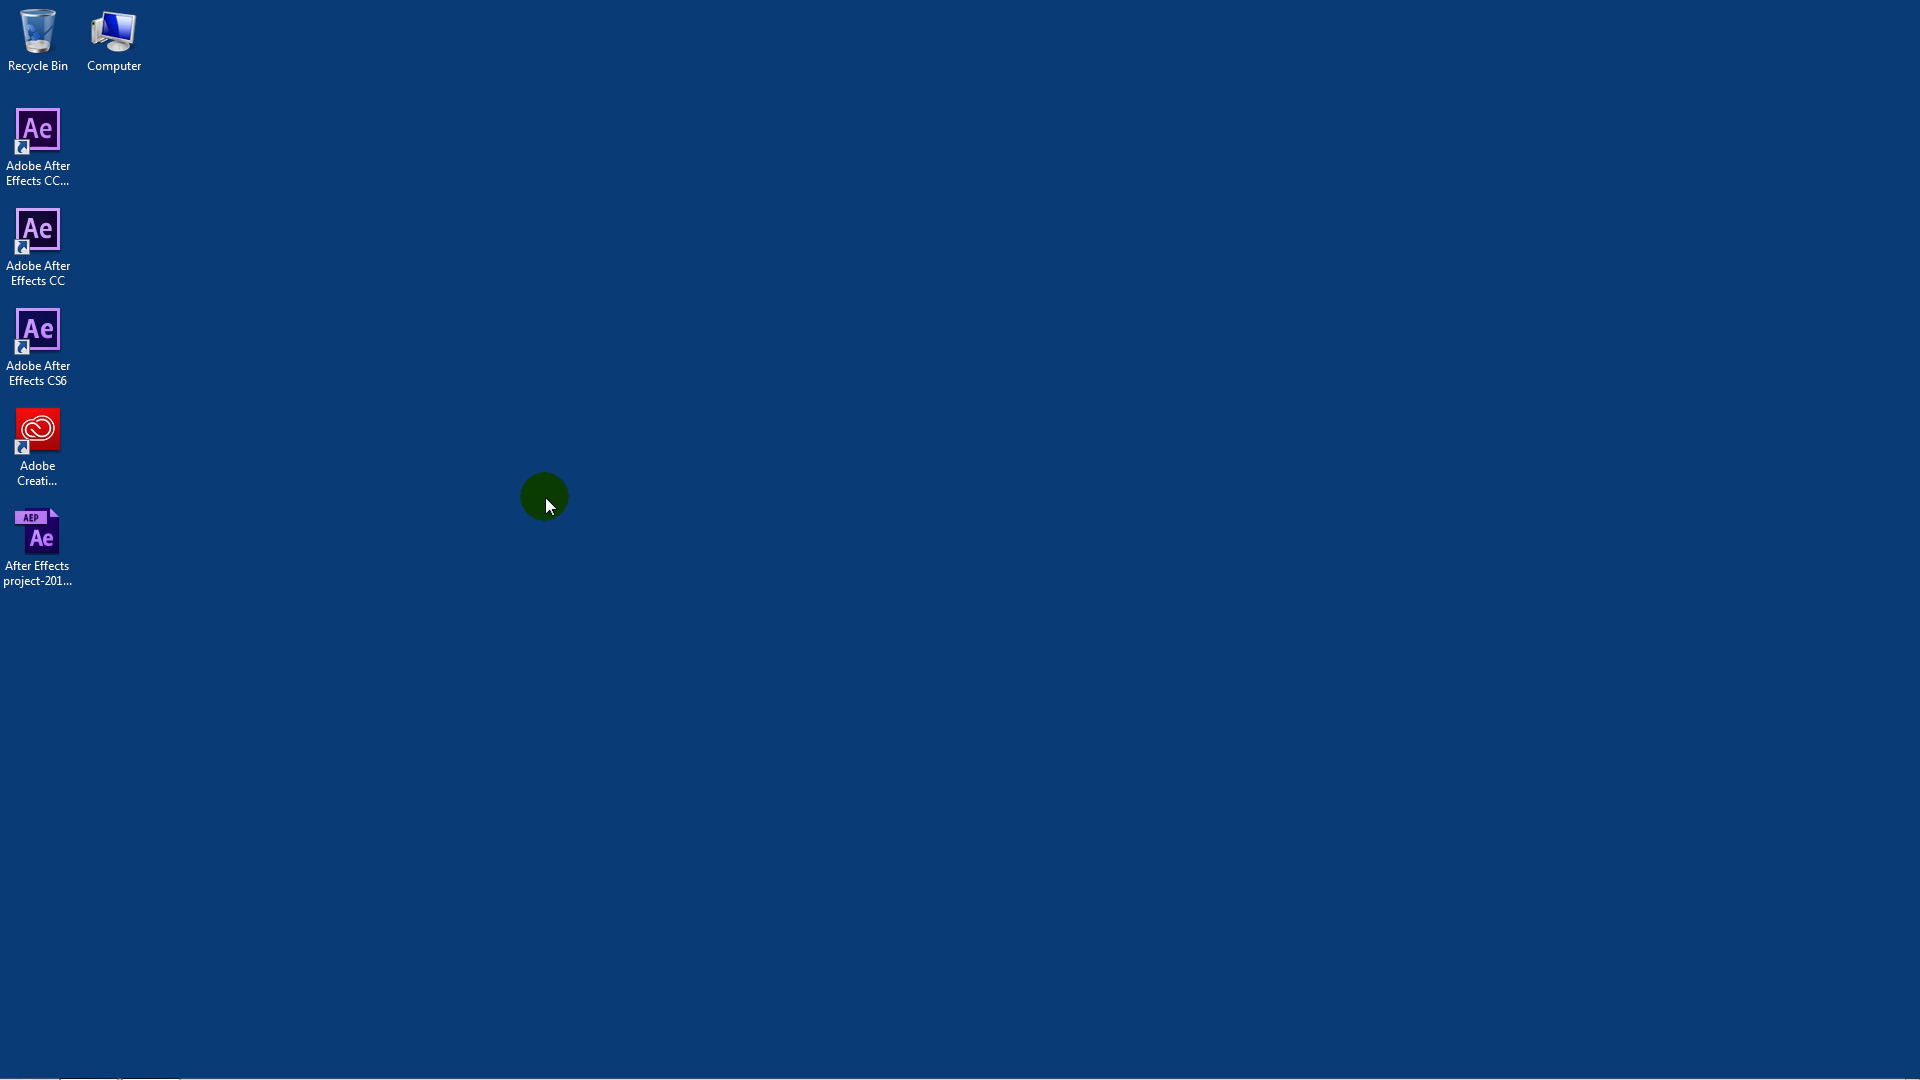 Recycle Bin
Computer
Ae
Adobe After
Effects CC...
Ae
Adobe After
Effects CC
Ae
Adobe After
Effects CS6
Adobe
Creati...
AEP
Ae
After Effects
project-201...